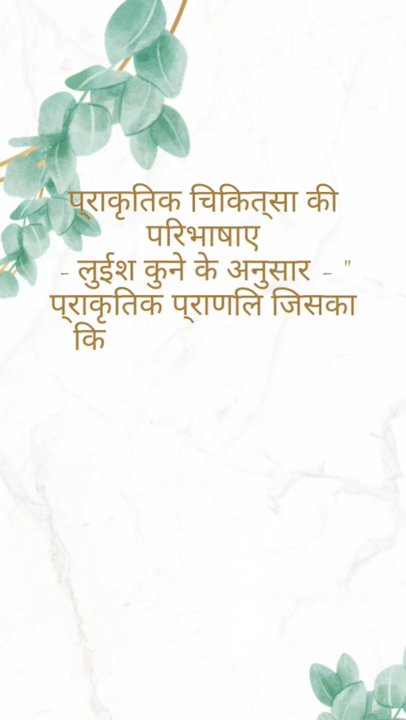 प्राकृतिक चिकित्सा की
परिभाषाए
- लुईश कुने के अनुसार - "
प्राकृतिक प्राणलि जिसका
कि